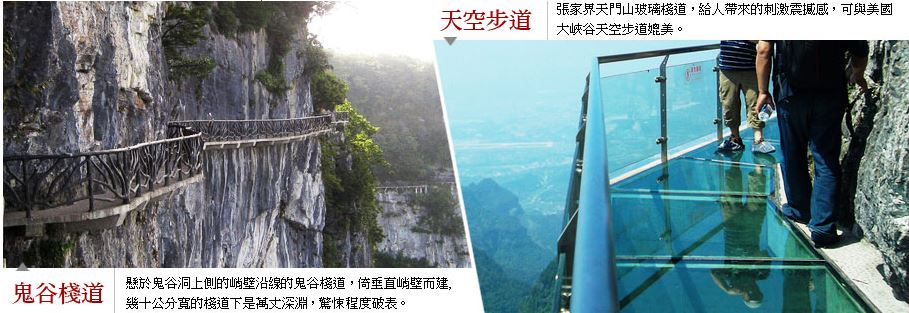 天空步道
張家界天門山玻璃棧道，給人帶來的刺激震撼感，可與美國
大峽谷天空步道媲美。
鬼谷棧道
懸於鬼谷洞上側的峭壁沿線的鬼谷棧道，倚垂直峭壁而建,
幾十公分寬的棧道下是萬丈深淵，驚悚程度破表。